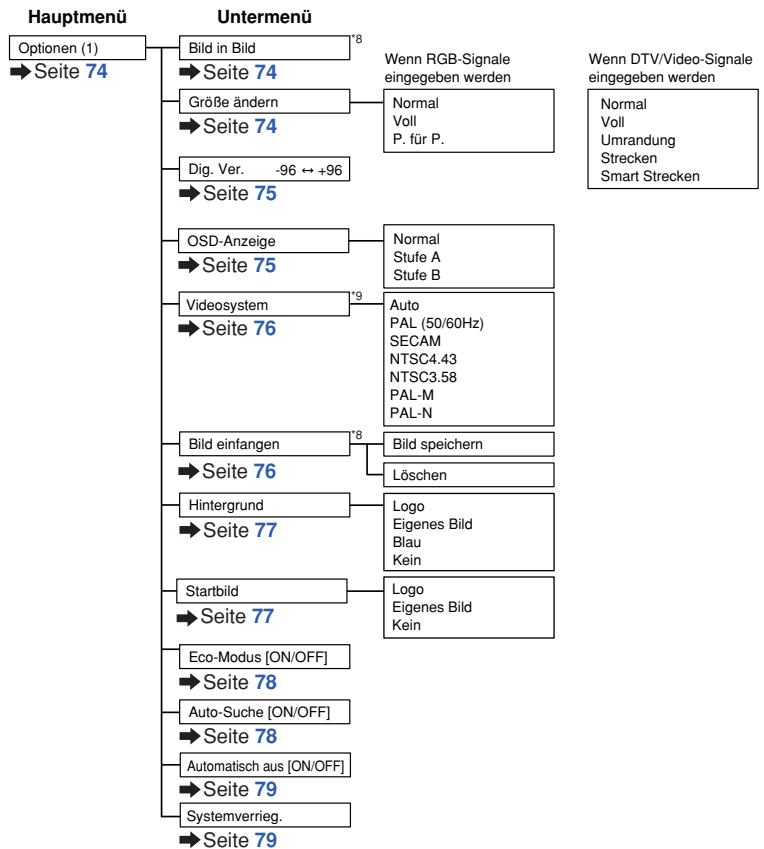 Hauptmenü
Untermenü
Optionen (1)
➡Seite 74
Bild in Bild *8
➡Seite 74
Wenn RGB-Signale
eingegeben werden
Wenn DTV/Video-Signale
eingegeben werden
Größe ändern
➡Seite 74
Normal
Voll
P. für P.
Normal
Voll
Umrandung
Strecken
Smart Strecken
Dig. Ver. -96 ↔ +96
➡Seite 75
OSD-Anzeige
➡Seite 75
Normal
Stufe A
Stufe B
Videosystem *9
➡Seite 76
Auto
PAL (50/60Hz)
SECAM
NTSC4.43
NTSC3.58
PAL-M
PAL-N
Bild einfangen *8
➡Seite 76
Bild speichern
Löschen
Hintergrund
➡Seite 77
Logo
Eigenes Bild
Blau
Kein
Startbild
➡Seite 77
Logo
Eigenes Bild
Kein
Eco-Modus [ON/OFF]
➡Seite 78
Auto-Suche [ON/OFF]
➡Seite 78
Automatisch aus [ON/OFF]
➡Seite 79
Systemverrieg.
➡Seite 79